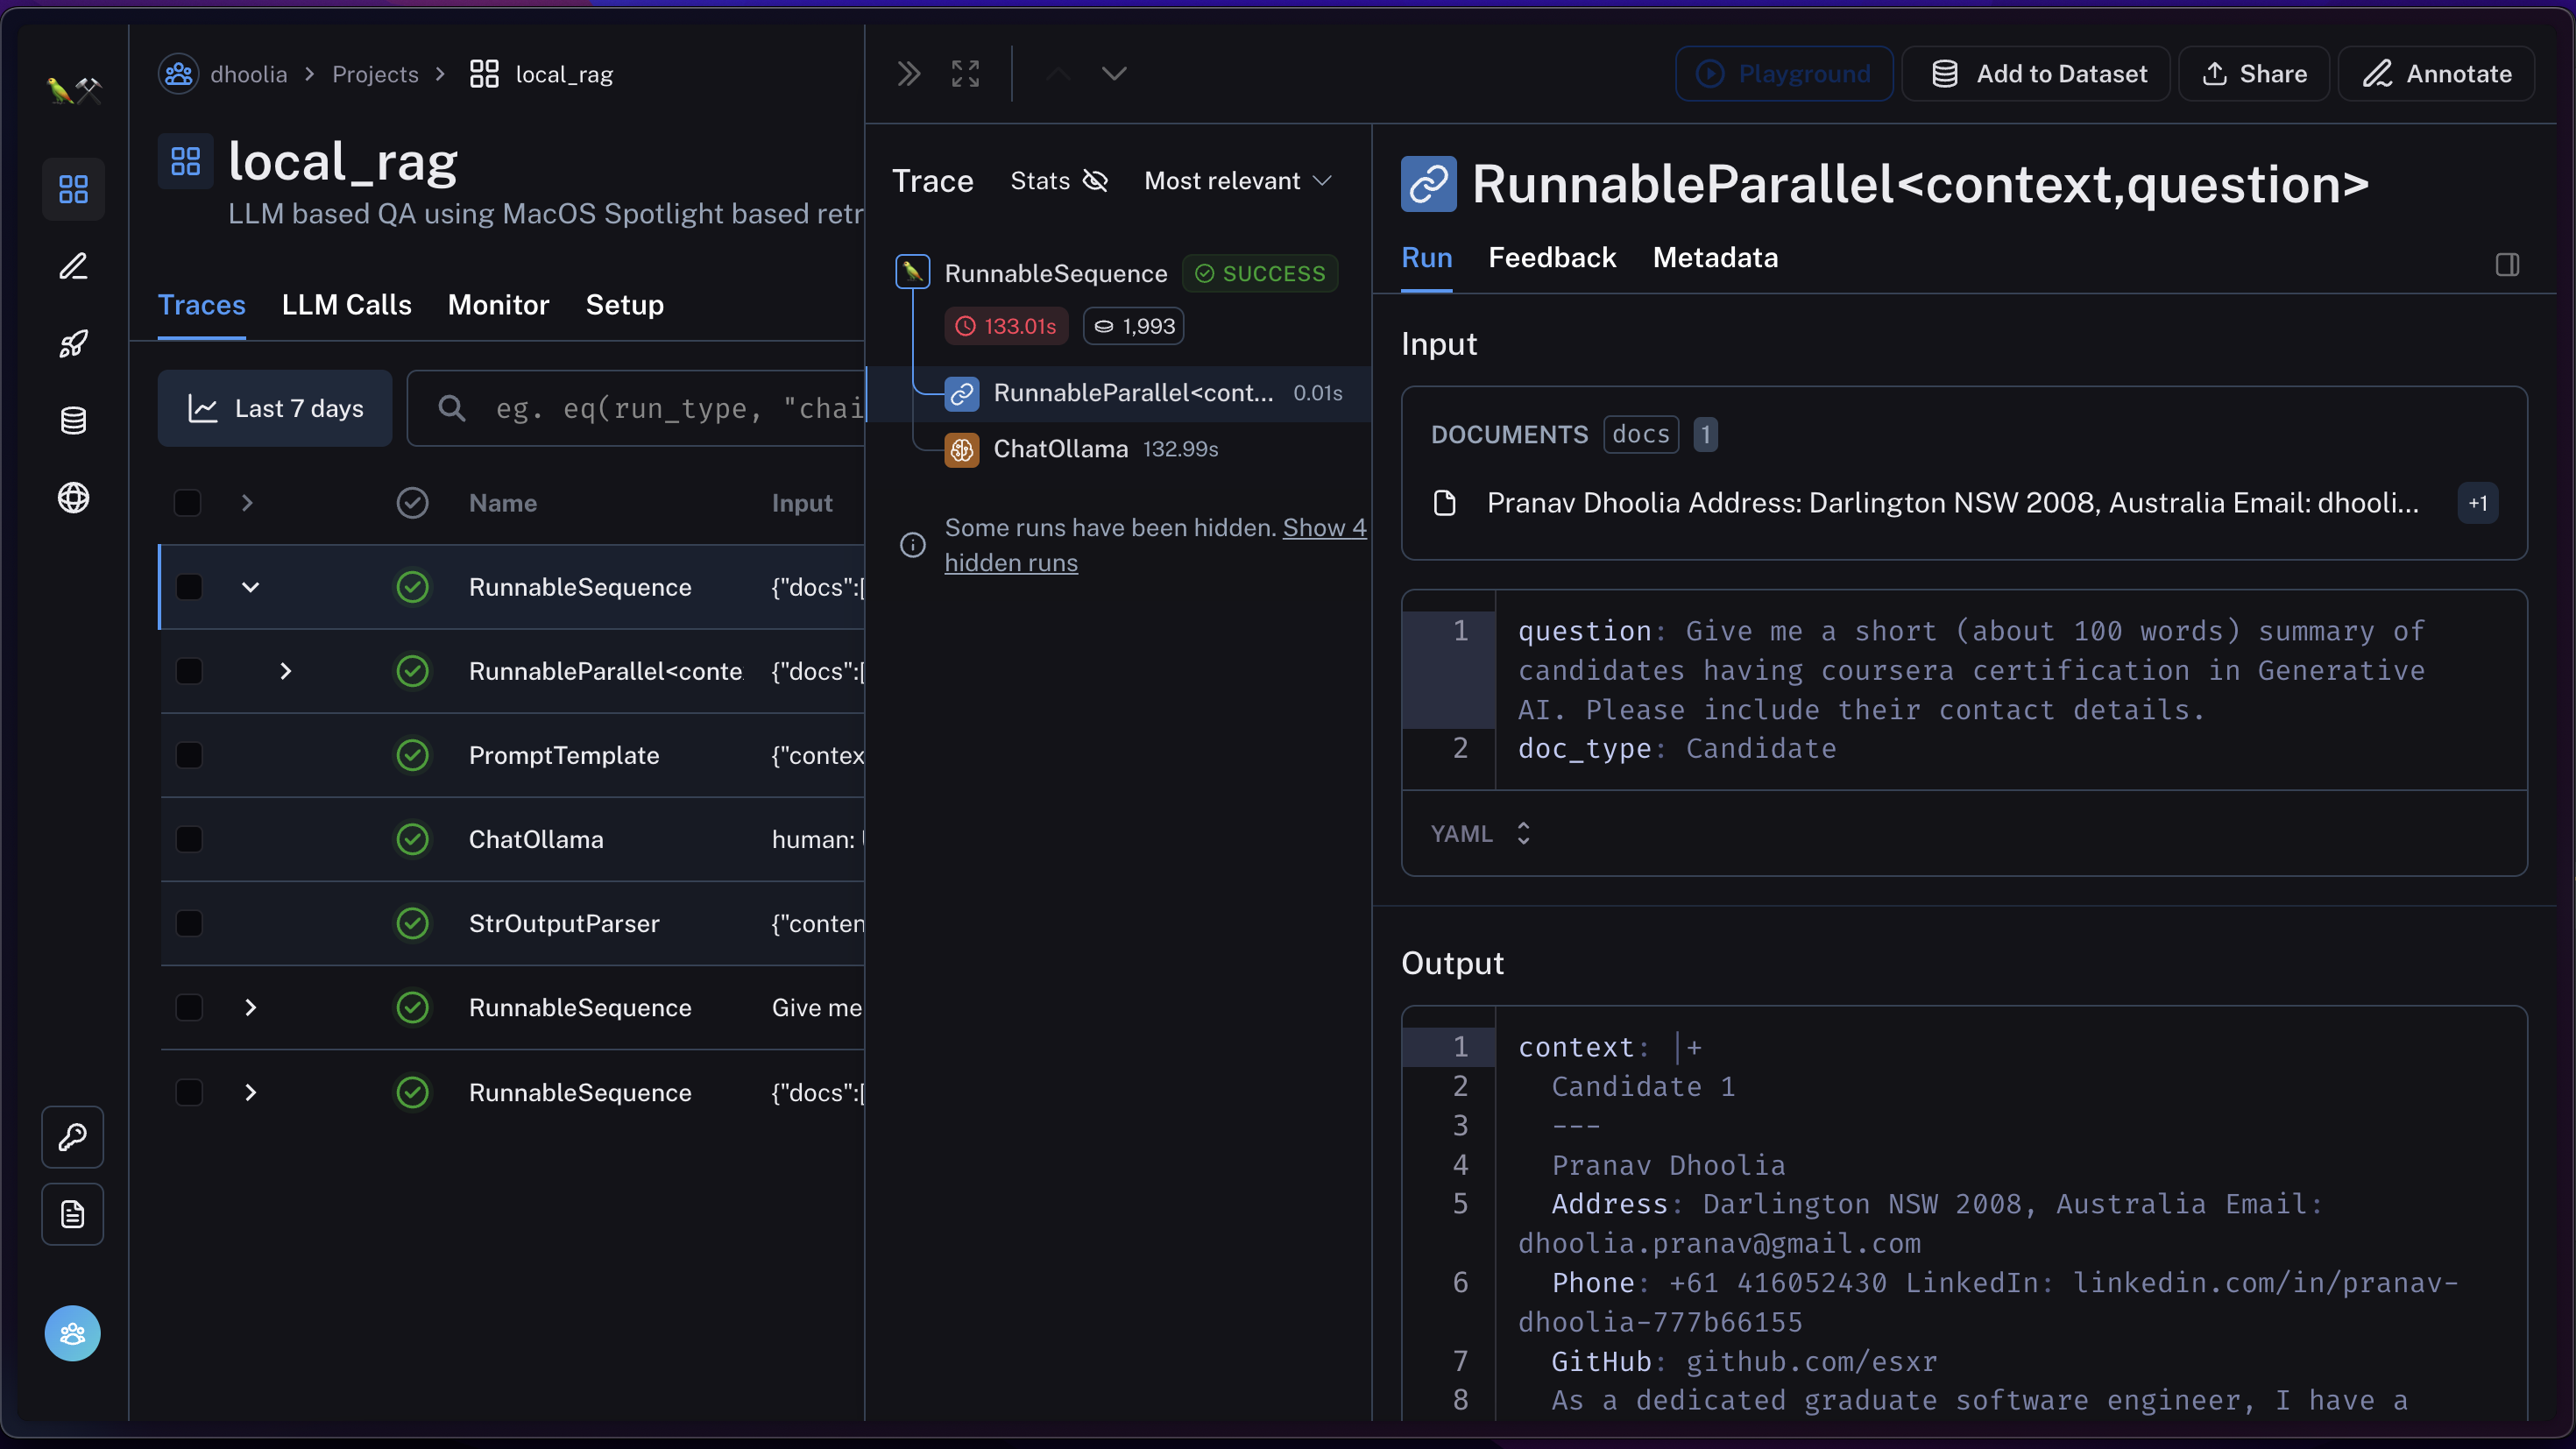 dhoolia > Projects > local_rag
local_rag
LLM based QA using MacOS Spotlight based retr
Traces LLM Calls Monitor Setup
Last 7 days
eg. eq(run_type, "chai
Name Input
RunnableSequence {"docs":[
RunnableParallel<conte {"docs":[
PromptTemplate {"contex
ChatOllama human:
StrOutputParser {"conten
RunnableSequence Give me
RunnableSequence {"docs":[
Playground Add to Dataset Share Annotate
Trace Stats Most relevant
RunnableSequence SUCCESS
133.01s 1,993
RunnableParallel<cont... 0.01s
ChatOllama 132.99s
Some runs have been hidden. Show 4
hidden runs
RunnableParallel<context,question>
Run Feedback Metadata
Input
DOCUMENTS docs 1
Pranav Dhoolia Address: Darlington NSW 2008, Australia Email: dhooli... +1
1 question: Give me a short (about 100 words) summary of
candidates having coursera certification in Generative
AI. Please include their contact details.
2 doc_type: Candidate
YAML
Output
1 context: |+
2 Candidate 1
3 ---
4 Pranav Dhoolia
5 Address: Darlington NSW 2008, Australia Email:
dhoolia.pranav@gmail.com
6 Phone: +61 416052430 LinkedIn: linkedin.com/in/pranav-
dhoolia-777b66155
7 GitHub: github.com/esxr
8 As a dedicated graduate software engineer, I have a